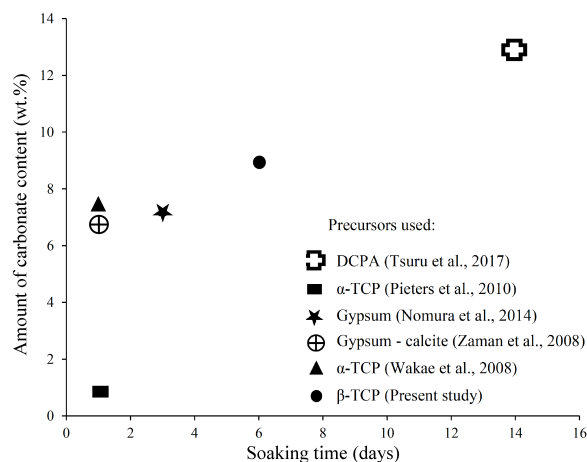 14
12
10
8
6
4
2
0
Amount of carbonate content (wt.%)
Precursors used:
DCPA (Tsuru et al., 2017)
α-TCP (Pieters et al., 2010)
Gypsum (Nomura et al., 2014)
Gypsum - calcite (Zaman et al., 2008)
α-TCP (Wakae et al., 2008)
β-TCP (Present study)
0 2 4 6 8 10 12 14 16
Soaking time (days)